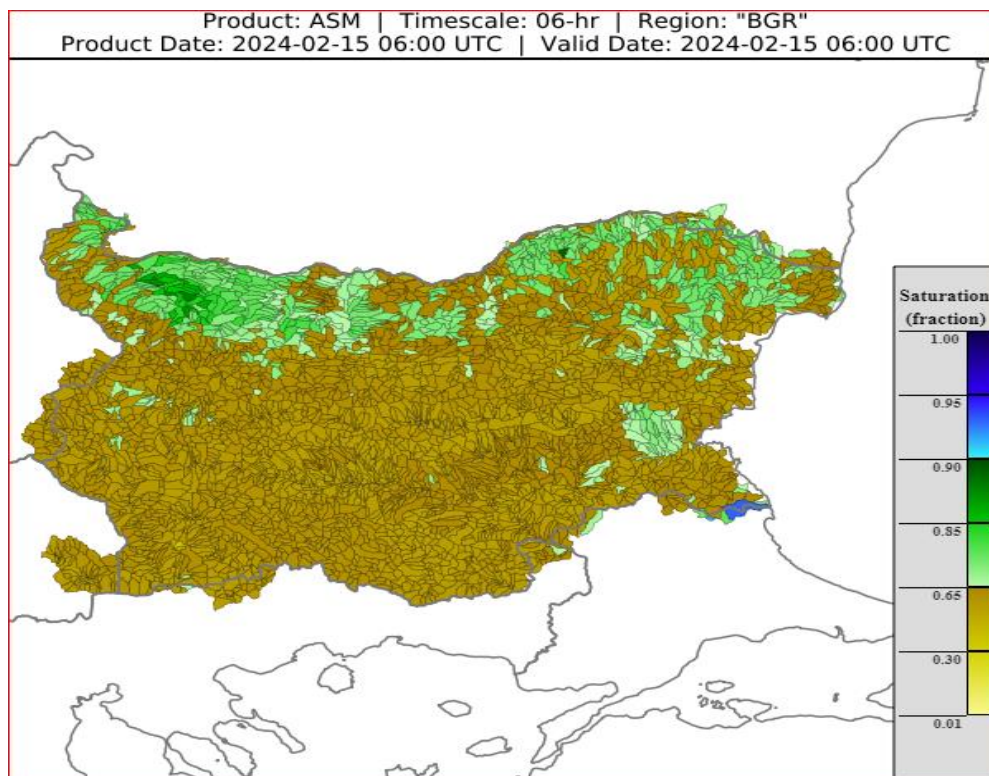 Product: ASM | Timescale: 06-hr | Region: "BGR"
Product Date: 2024-02-15 06:00 UTC | Valid Date: 2024-02-15 06:00 UTC
Saturation
(fraction)
1.00
0.95
0.90
0.85
0.65
0.30
0.01